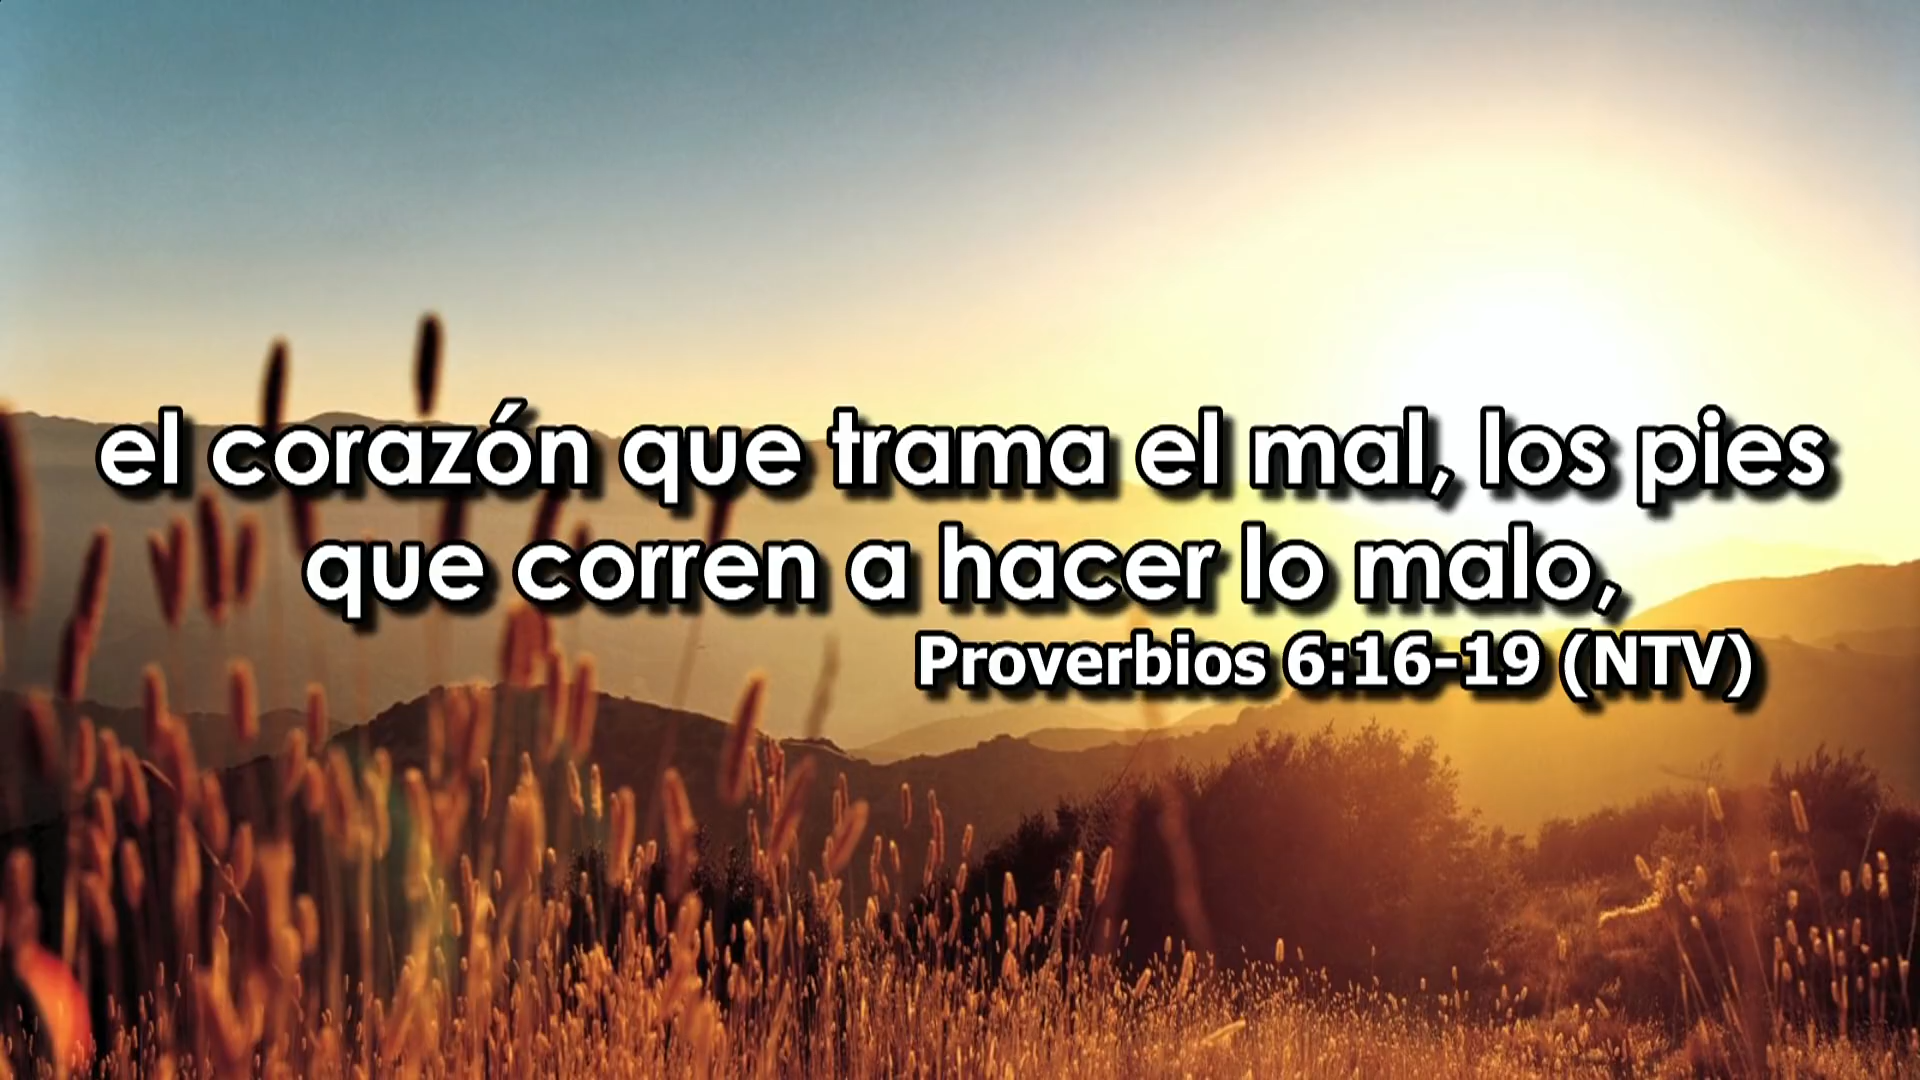 el corazón que trama el mal, los pies
que corren a hacer lo malo,
Proverbios 6:16-19 (NTV)